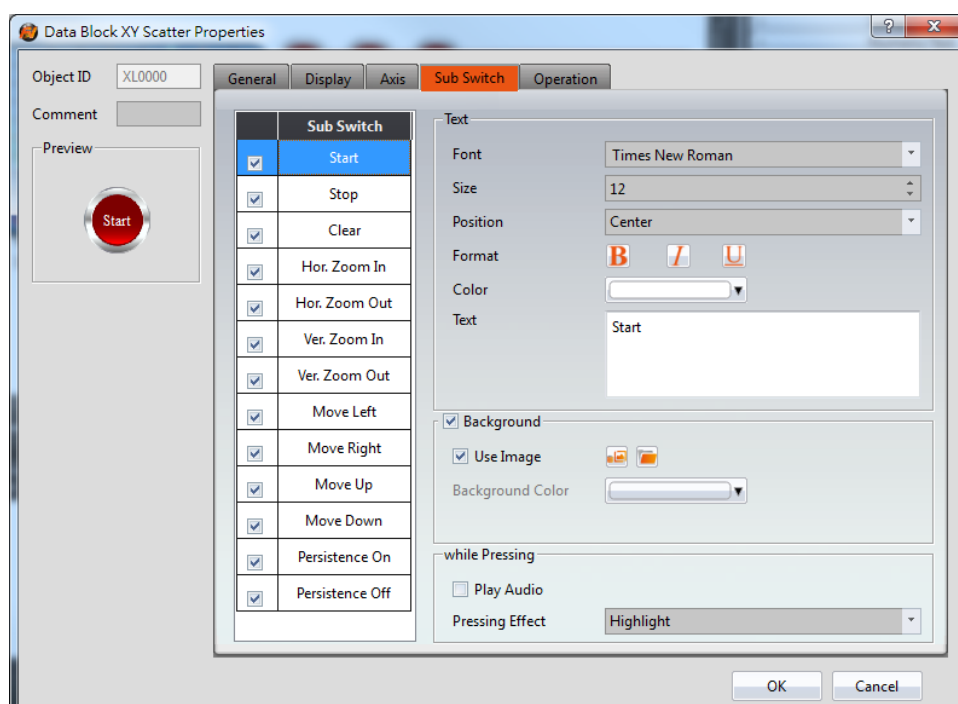 Data Block XY Scatter Properties
? X
Object ID XL0000
Comment
Preview
Start
General Display Axis Sub Switch Operation
Sub Switch
Start
Stop
Clear
Hor. Zoom In
Hor. Zoom Out
Ver. Zoom In
Ver. Zoom Out
Move Left
Move Right
Move Up
Move Down
Persistence On
Persistence Off
Text
Font Times New Roman
Size 12
Position Center
Format B I U
Color
Text Start
Background
Use Image
Background Color
while Pressing
Play Audio
Pressing Effect Highlight
OK Cancel